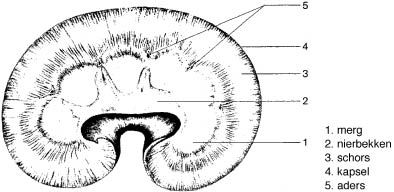 5
4
3
2
1
1. merg
2. nierbekken
3. schors
4. kapsel
5. aders